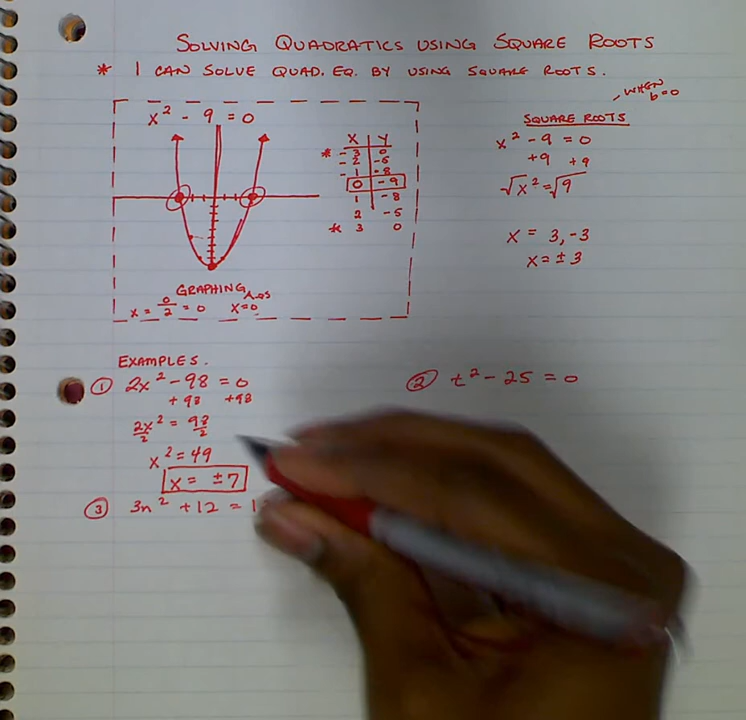 SOLVING QUADRATICS USING SQUARE ROOTS
* I CAN SOLVE QUAD. EQ. BY USING SQUARE ROOTS.
x² - 9 = 0
X | Y
* -3 | 0
-2 | -5
-1 | -8
0 | -9
1 | -8
2 | -5
* 3 | 0
GRAPHING
x = 0/2 = 0
A.O.S
x=0
- WHEN b=0
SQUARE ROOTS
x² - 9 = 0
+9 +9
√x² = √9
x = 3, -3
x = ± 3
EXAMPLES.
① 2x² - 98 = 0
+98 +98
2x²/2 = 98/2
x² = 49
x = ±7
② t² - 25 = 0
③ 3n² + 12 = 1